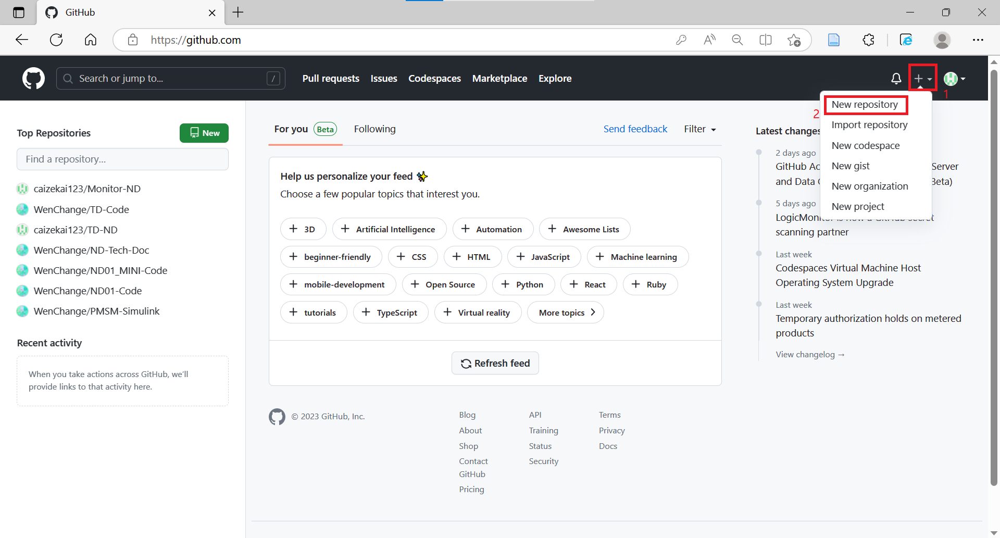 GitHub
https://github.com
Search or jump to...
/
Pull requests
Issues
Codespaces
Marketplace
Explore
1
2
New repository
Import repository
New codespace
New gist
New organization
New project
Top Repositories
New
Find a repository...
caizekai123/Monitor-ND
WenChange/TD-Code
caizekai123/TD-ND
WenChange/ND-Tech-Doc
WenChange/ND01_MINI-Code
WenChange/ND01-Code
WenChange/PMSM-Simulink
Recent activity
When you take actions across GitHub, we'll
provide links to that activity here.
For you Beta
Following
Send feedback
Filter
Help us personalize your feed
Choose a few popular topics that interest you.
3D
Artificial Intelligence
Automation
Awesome Lists
beginner-friendly
CSS
HTML
JavaScript
Machine learning
mobile-development
Open Source
Python
React
Ruby
tutorials
TypeScript
Virtual reality
More topics
Refresh feed
Latest changes
2 days ago
GitHub Server
and Data Beta)
5 days ago
LogicMonitor is now a GitHub secret
scanning partner
Last week
Codespaces Virtual Machine Host
Operating System Upgrade
Last week
Temporary authorization holds on metered
products
View changelog →
© 2023 GitHub, Inc.
Blog
About
Shop
Contact
GitHub
Pricing
API
Training
Status
Security
Terms
Privacy
Docs